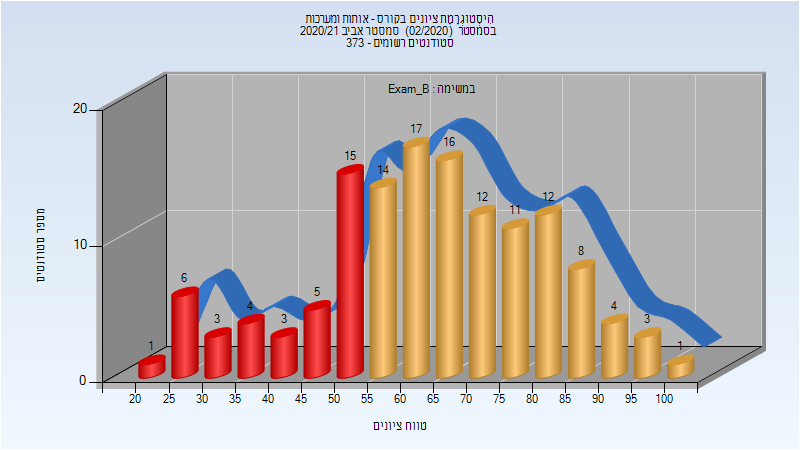 היסטוגרמת ציונים בקורס - אותות ומערכות
בסמסטר (02/2020) סמסטר אביב 2020/21
סטודנטים רשומים - 373
במשימה : Exam_B
מספר סטודנטים
20
10
0
1
6
3
4
3
5
15
14
17
16
12
11
12
8
4
3
1
20 25 30 35 40 45 50 55 60 65 70 75 80 85 90 95 100
טווח ציונים